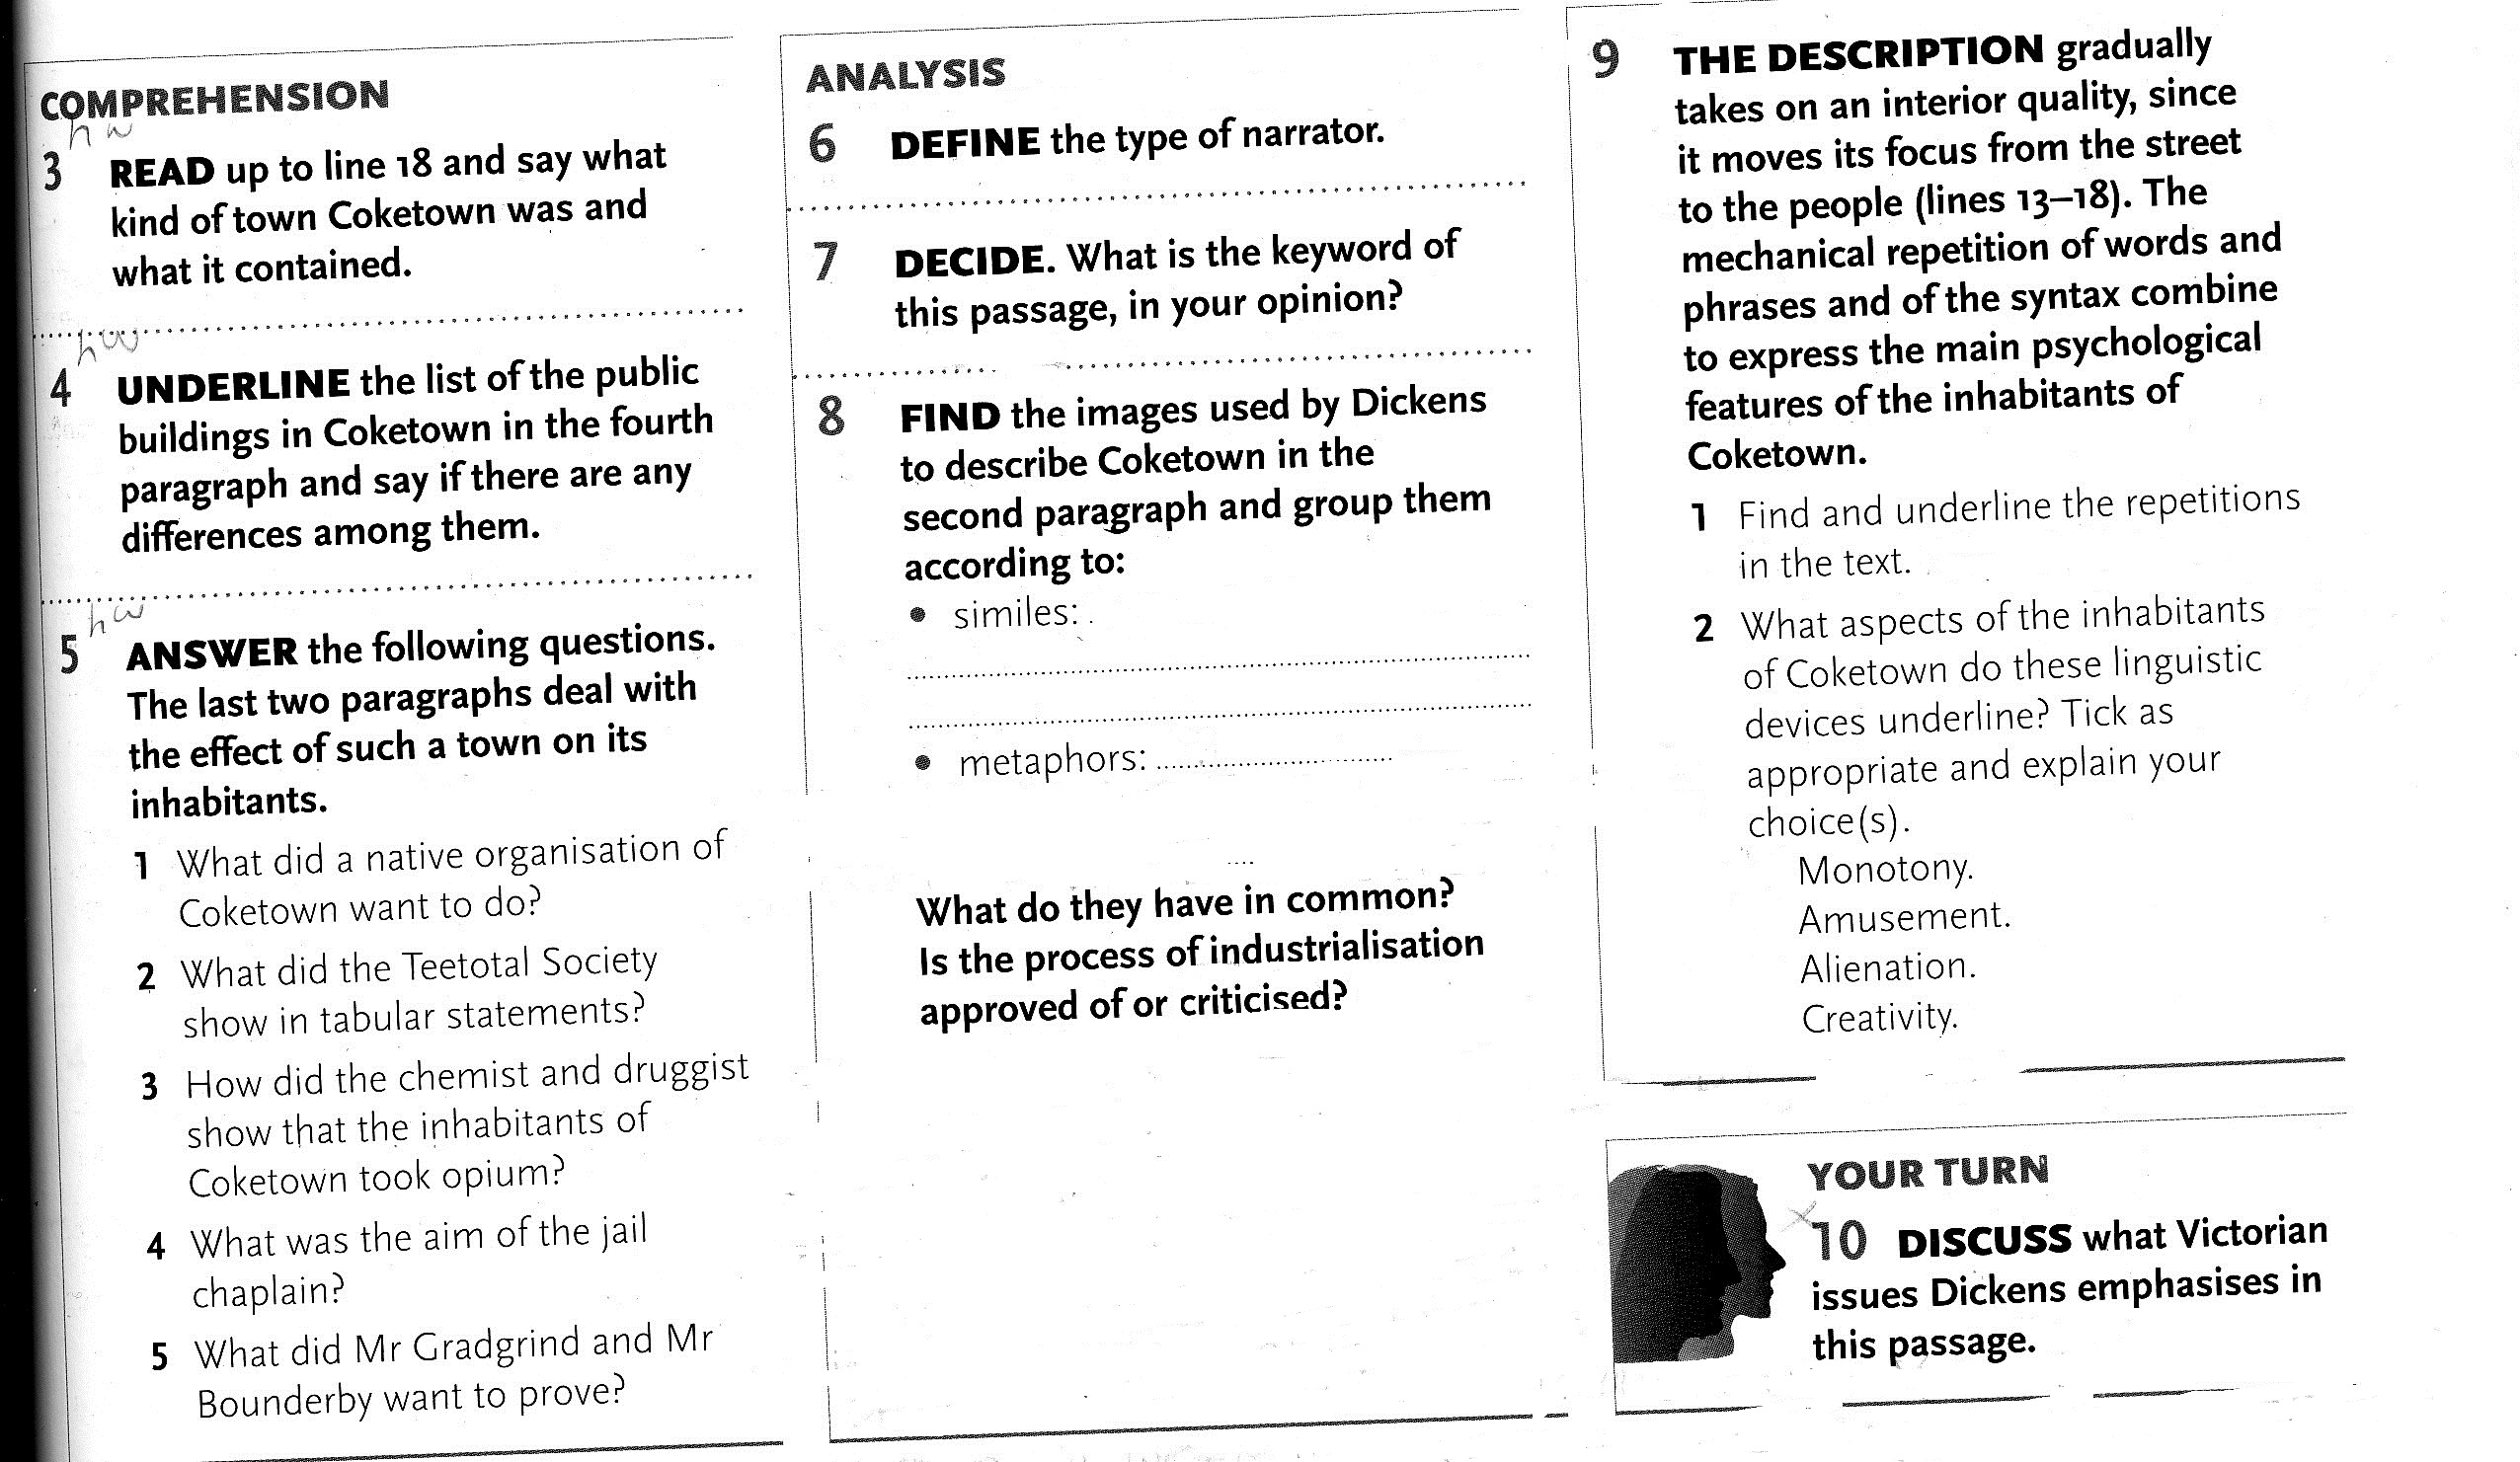 COMPREHENSION
hw
3 READ up to line 18 and say what
kind of town Coketown was and
what it contained.
hw
4 UNDERLINE the list of the public
buildings in Coketown in the fourth
paragraph and say if there are any
differences among them.
hw
5 ANSWER the following questions.
The last two paragraphs deal with
the effect of such a town on its
inhabitants.
1 What did a native organisation of
Coketown want to do?
2 What did the Teetotal Society
show in tabular statements?
3 How did the chemist and druggist
show that the inhabitants of
Coketown took opium?
4 What was the aim of the jail
chaplain?
5 What did Mr Gradgrind and Mr
Bounderby want to prove?
ANALYSIS
6 DEFINE the type of narrator.
7 DECIDE. What is the keyword of
this passage, in your opinion?
8 FIND the images used by Dickens
to describe Coketown in the
second paragraph and group them
according to:
• similes:
• metaphors:
What do they have in common?
Is the process of industrialisation
approved of or criticised?
9 THE DESCRIPTION gradually
takes on an interior quality, since
it moves its focus from the street
to the people (lines 13–18). The
mechanical repetition of words and
phrases and of the syntax combine
to express the main psychological
features of the inhabitants of
Coketown.
1 Find and underline the repetitions
in the text.
2 What aspects of the inhabitants
of Coketown do these linguistic
devices underline? Tick as
appropriate and explain your
choice(s).
Monotony.
Amusement.
Alienation.
Creativity.
YOUR TURN
10 DISCUSS what Victorian
issues Dickens emphasises in
this passage.